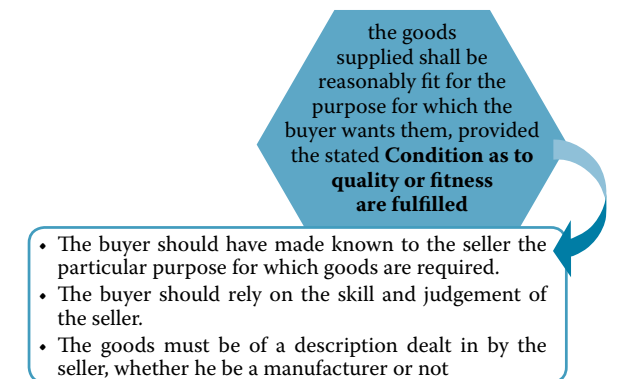 the goods
supplied shall be
reasonably fit for the
purpose for which the
buyer wants them, provided
the stated Condition as to
quality or fitness
are fulfilled
• The buyer should have made known to the seller the
particular purpose for which goods are required.
• The buyer should rely on the skill and judgement of
the seller.
• The goods must be of a description dealt in by the
seller, whether he be a manufacturer or not